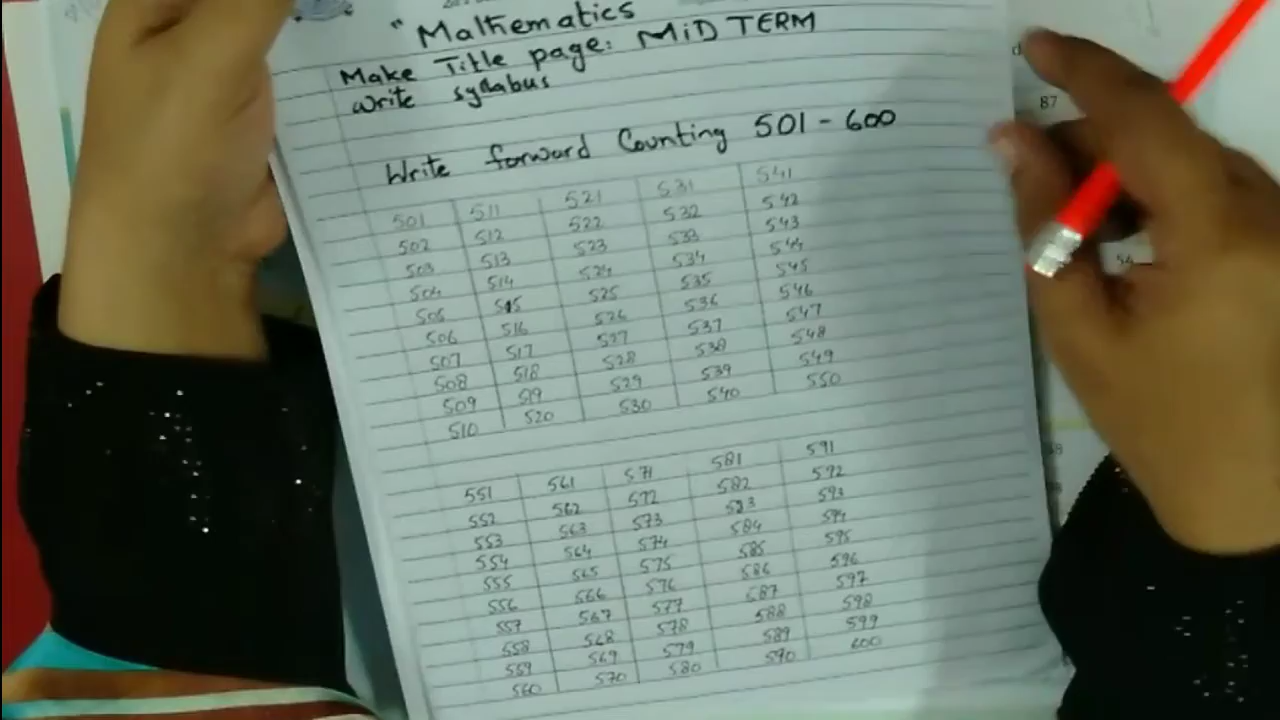 "Mathematics
Make Title page: MiD TERM
Write syllabus
Write forward Counting 501 - 600
501 511 521 531 541
502 512 522 532 542
503 513 523 533 543
504 514 524 534 544
505 515 525 535 545
506 516 526 536 546
507 517 527 537 547
508 518 528 538 548
509 519 529 539 549
510 520 530 540 550
551 561 571 581 591
552 562 572 582 592
553 563 573 583 593
554 564 574 584 594
555 565 575 585 595
556 566 576 586 596
557 567 577 587 597
558 568 578 588 598
559 569 579 589 599
560 570 580 590 600
87
54